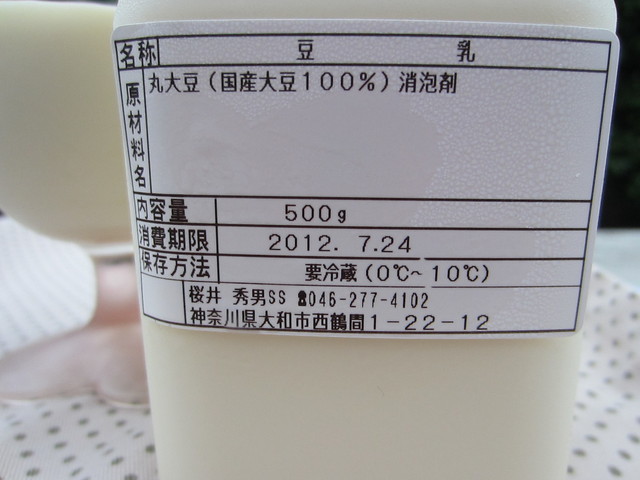 名称 豆乳
原材料名 丸大豆（国産大豆１００％）消泡剤
内容量 500g
消費期限 2012. 7.24
保存方法 要冷蔵（0℃～10℃）
桜井 秀男SS ☎046-277-4102
神奈川県大和市西鶴間1－22－12